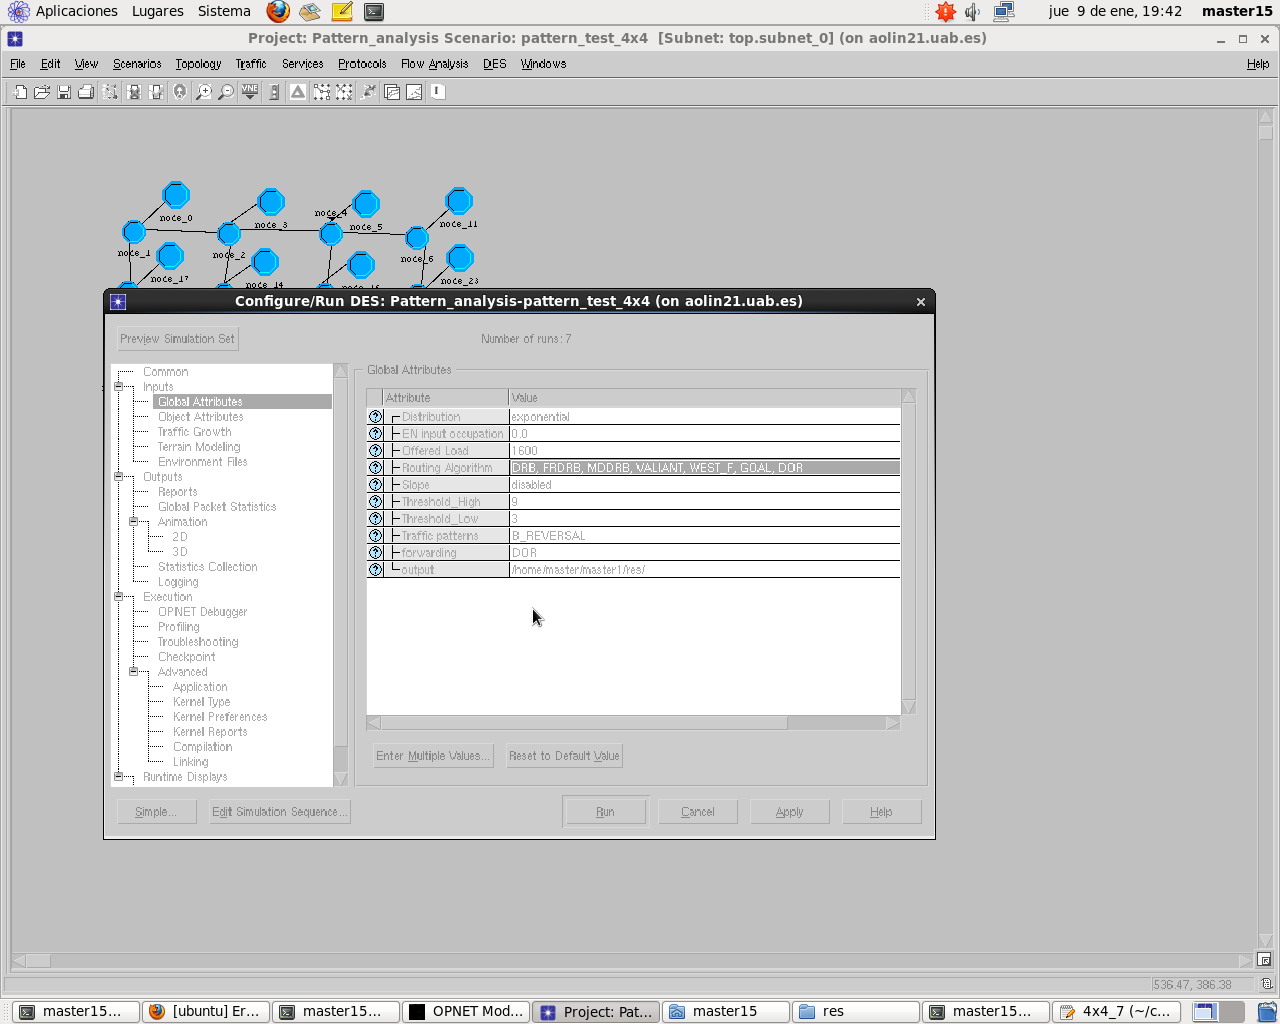 Aplicaciones Lugares Sistema jue 9 de ene, 19:42 master15
Project: Pattern_analysis Scenario: pattern_test_4x4 [Subnet: top.subnet_0] (on aolin21.uab.es)
File Edit View Scenarios Topology Traffic Services Protocols Flow Analysis DES Windows Help
VNE
node_0
node_3
node_4
node_5
node_11
node_1
node_2
node_6
node_17
node_14
node_23
Configure/Run DES: Pattern_analysis-pattern_test_4x4 (on aolin21.uab.es)
Preview Simulation Set Number of runs: 7
Common
Inputs
Global Attributes
Object Attributes
Traffic Growth
Terrain Modeling
Environment Files
Outputs
Reports
Global Packet Statistics
Animation
2D
3D
Statistics Collection
Logging
Execution
OPNET Debugger
Profiling
Troubleshooting
Checkpoint
Advanced
Application
Kernel Type
Kernel Preferences
Kernel Reports
Compilation
Linking
Runtime Displays
Global Attributes
Attribute Value
Distribution exponential
EN input occupation 0.0
Offered Load 1600
Routing Algorithm DRB, FRDRB, MDDRB, VALIANT, WEST_F, GOAL, DOR
Slope disabled
Threshold_High 9
Threshold_Low 3
Traffic patterns B_REVERSAL
forwarding DOR
output /home/master/master1/res/
Enter Multiple Values... Reset to Default Value
Simple... Edit Simulation Sequence... Run Cancel Apply Help
536.47, 386.38
master15... [ubuntu] Er... master15... OPNET Mod... Project: Pat... master15 res master15... 4x4_7 (~/c...